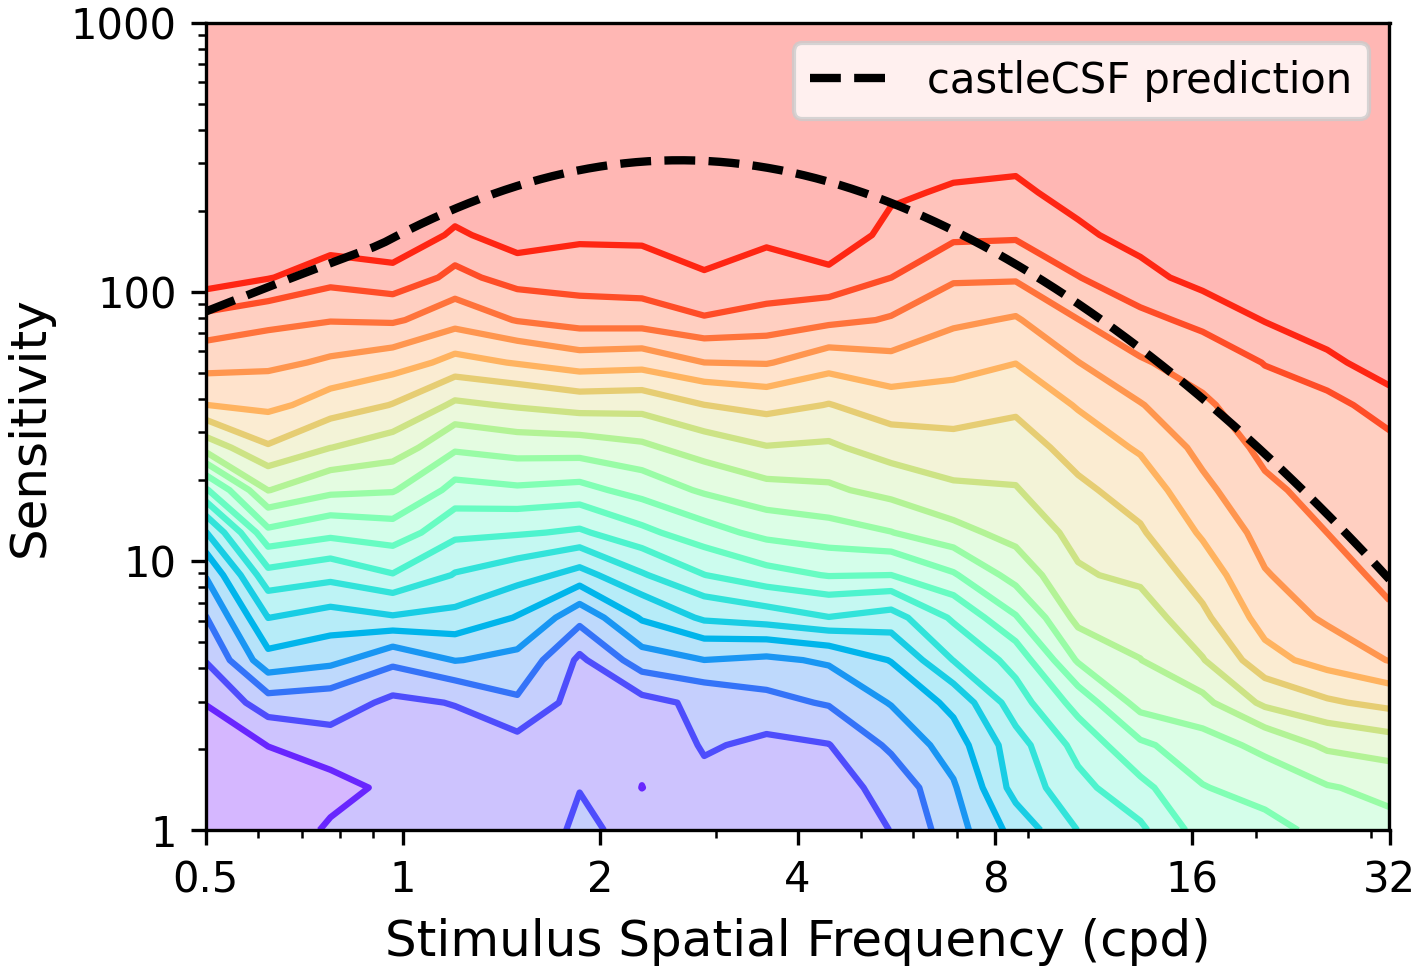 1000
castleCSF prediction
100
Sensitivity
10
1
0.5 1 2 4 8 16 32
Stimulus Spatial Frequency (cpd)